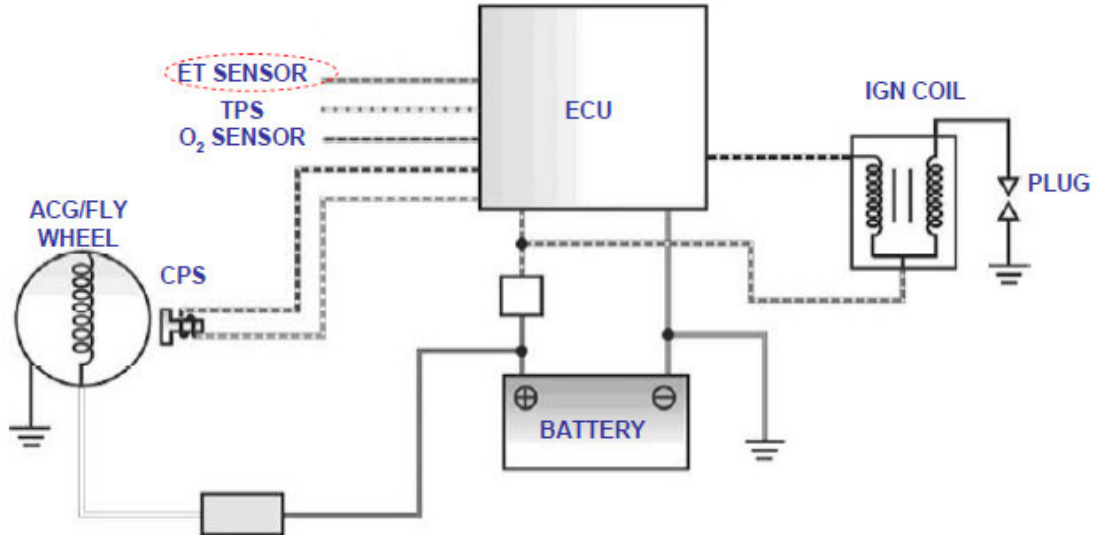 ET SENSOR
TPS
O₂ SENSOR
ECU
IGN COIL
PLUG
ACG/FLY
WHEEL
CPS
BATTERY